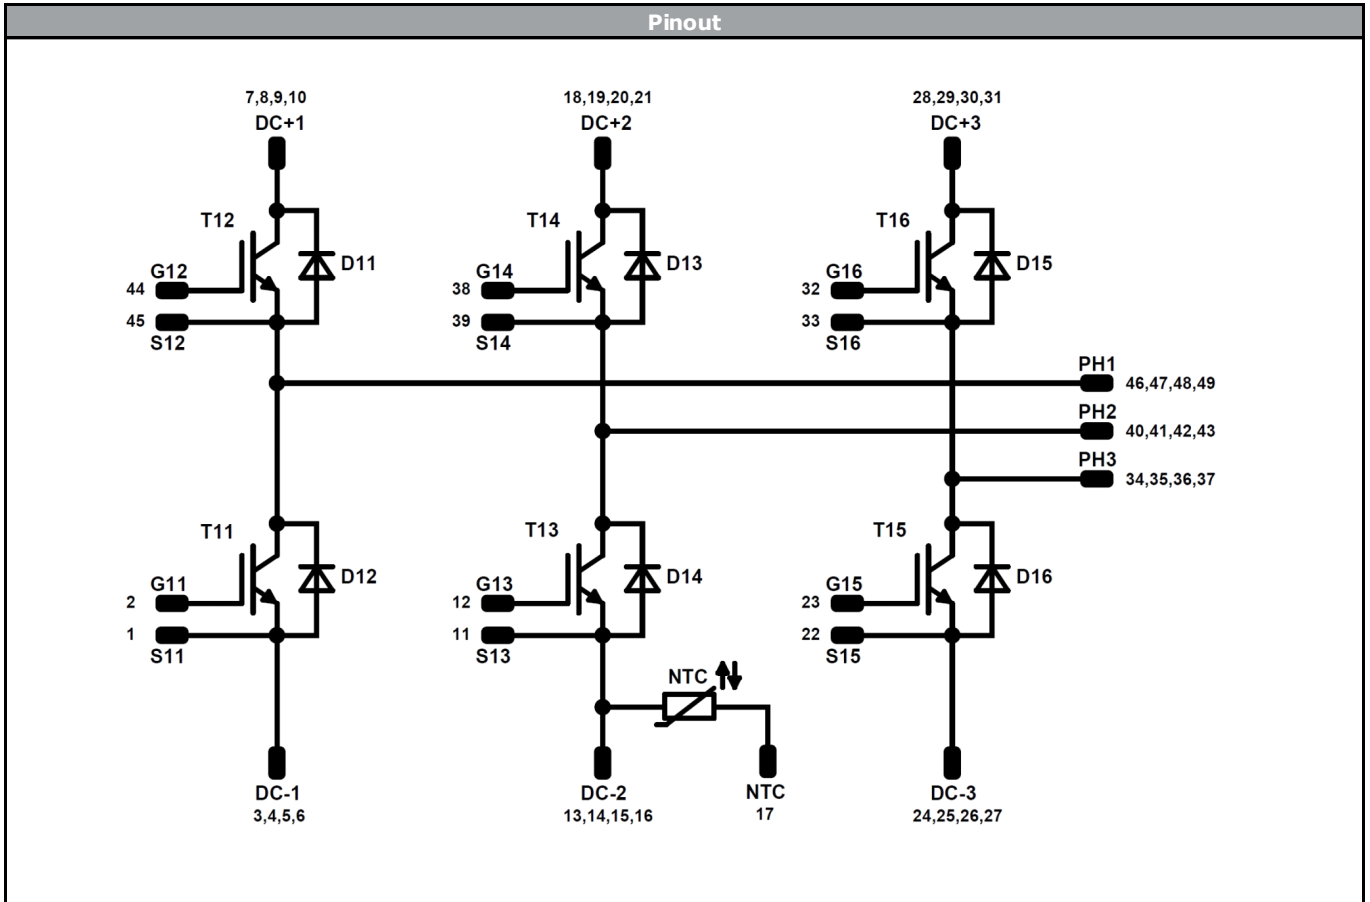 Pinout
7,8,9,10
DC+1
18,19,20,21
DC+2
28,29,30,31
DC+3
T12
T14
T16
G12
D11
G14
D13
G16
D15
44
38
32
45
39
33
S12
S14
S16
PH1
46,47,48,49
PH2
40,41,42,43
PH3
34,35,36,37
T11
T13
T15
G11
D12
G13
D14
G15
D16
2
12
23
1
11
22
S11
S13
S15
NTC
DC-1
DC-2
NTC
DC-3
3,4,5,6
13,14,15,16
17
24,25,26,27